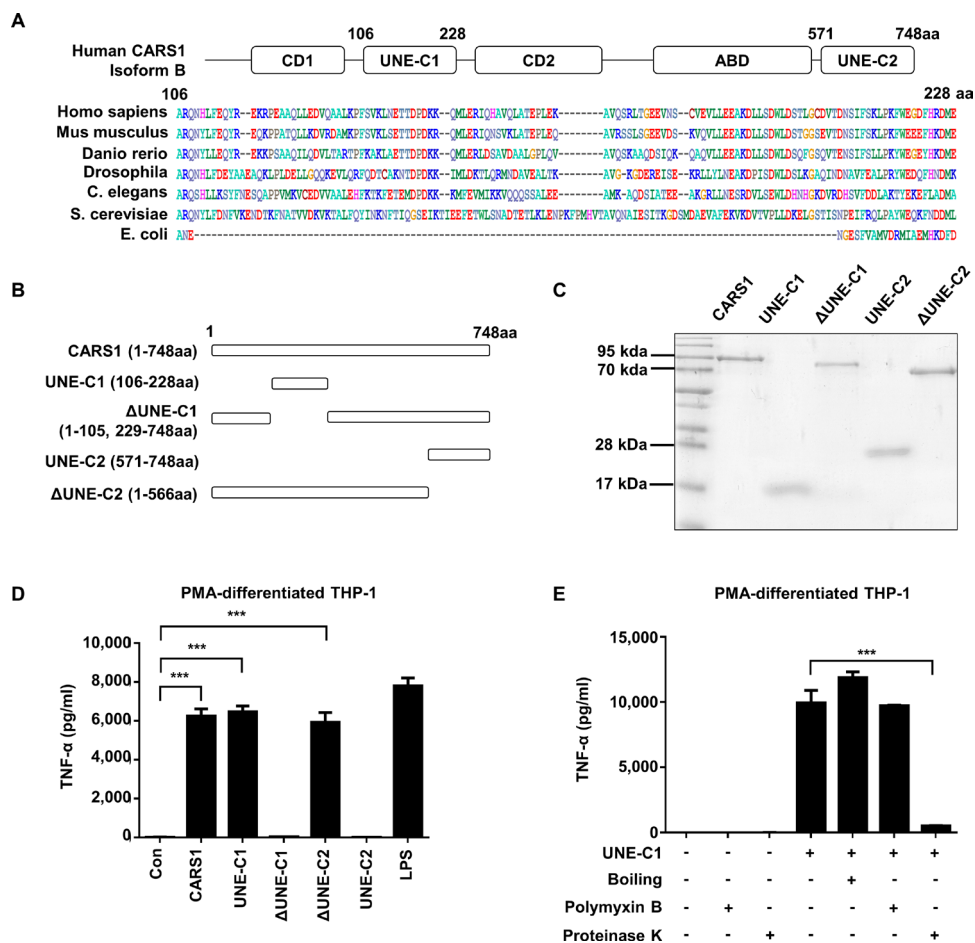 A
Human CARS1
Isoform B
106 228 571 748aa
CD1 UNE-C1 CD2 ABD UNE-C2
106 228 aa
Homo sapiens ARQNHLFEQYR--EKRPEAAQLLEDVQAALKPFSVKLNETTDPDKK--QMLERIQHAVQLATEPLEK
Mus musculus
Danio rerio
Drosophila
C. elegans
S. cerevisiae
E. coli ANE NGESFVAMVDRMIAEMHKDFD
B
1 748aa
CARS1 (1-748aa)
UNE-C1 (106-228aa)
ΔUNE-C1
(1-105, 229-748aa)
UNE-C2 (571-748aa)
ΔUNE-C2 (1-566aa)
C
CARS1 UNE-C1 ΔUNE-C1 UNE-C2 ΔUNE-C2
95 kda
70 kda
28 kDa
17 kDa
D
PMA-differentiated THP-1
TNF-α (pg/ml)
10,000
8,000
6,000
4,000
2,000
0
*** *** ***
Con CARS1 UNE-C1 ΔUNE-C1 ΔUNE-C2 UNE-C2 LPS
E
PMA-differentiated THP-1
TNF-α (pg/ml)
15,000
10,000
5,000
0
***
UNE-C1 - - - + + + +
Boiling - - - - + - -
Polymyxin B - + - - - + -
Proteinase K - - + - - - +